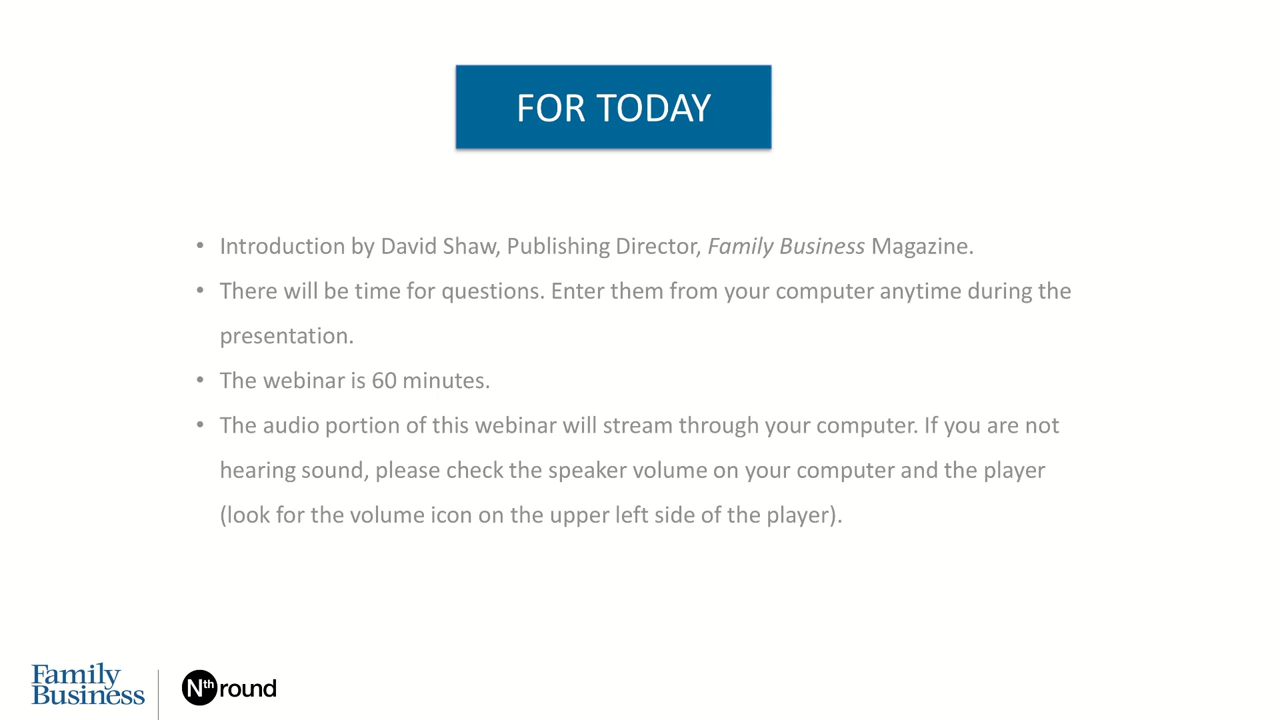 FOR TODAY
• Introduction by David Shaw, Publishing Director, Family Business Magazine.
• There will be time for questions. Enter them from your computer anytime during the
presentation.
• The webinar is 60 minutes.
• The audio portion of this webinar will stream through your computer. If you are not
hearing sound, please check the speaker volume on your computer and the player
(look for the volume icon on the upper left side of the player).
Family
Business
Nth round